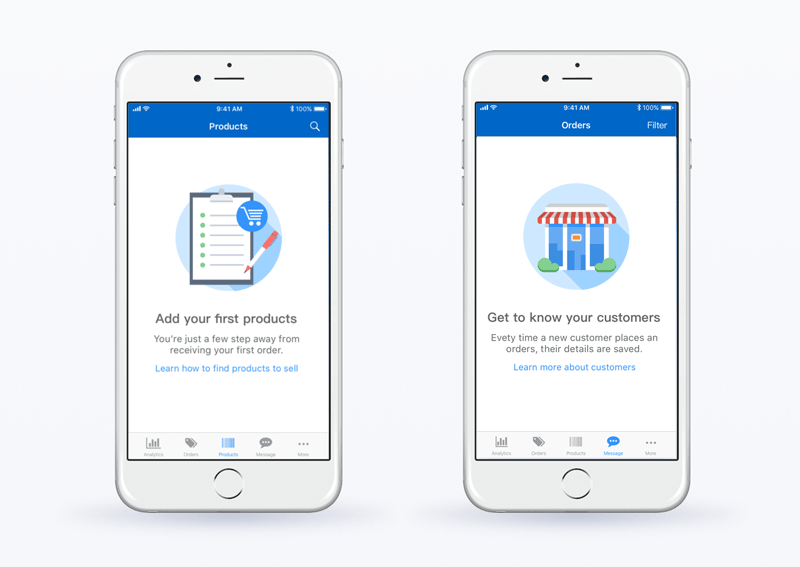 9:41 AM
100%
Products
Add your first products
You're just a few step away from
receiving your first order.
Learn how to find products to sell
Analytics Orders Products Message More
9:41 AM
100%
Orders Filter
Get to know your customers
Evety time a new customer places an
orders, their details are saved.
Learn more about customers
Analytics Orders Products Message More